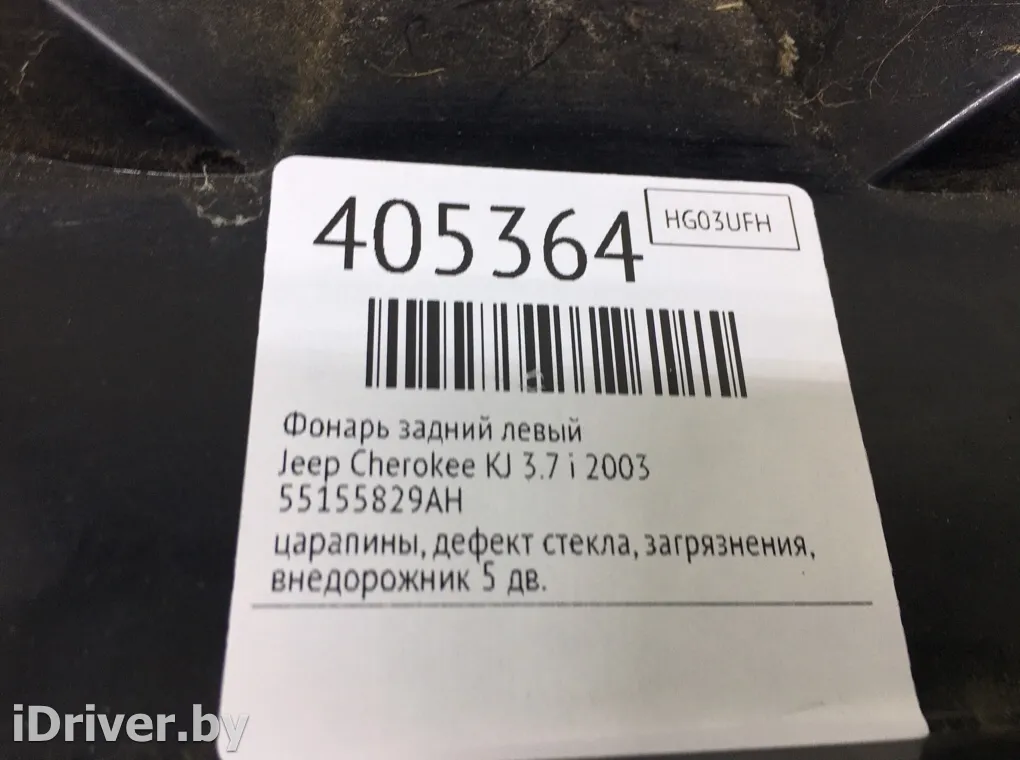 405364
HG03UFH
Фонарь задний левый
Jeep Cherokee KJ 3.7 i 2003
55155829AH
царапины, дефект стекла, загрязнения,
внедорожник 5 дв.
iDriver.by